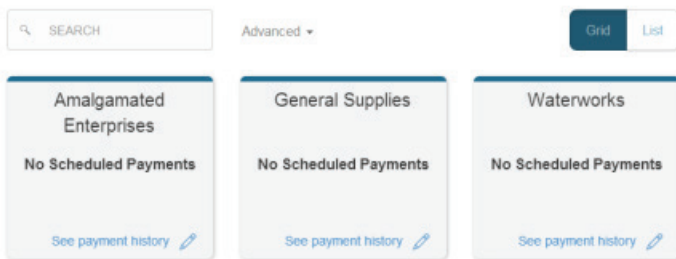 SEARCH
Advanced
Grid
List
Amalgamated
Enterprises
No Scheduled Payments
See payment history
General Supplies
No Scheduled Payments
See payment history
Waterworks
No Scheduled Payments
See payment history